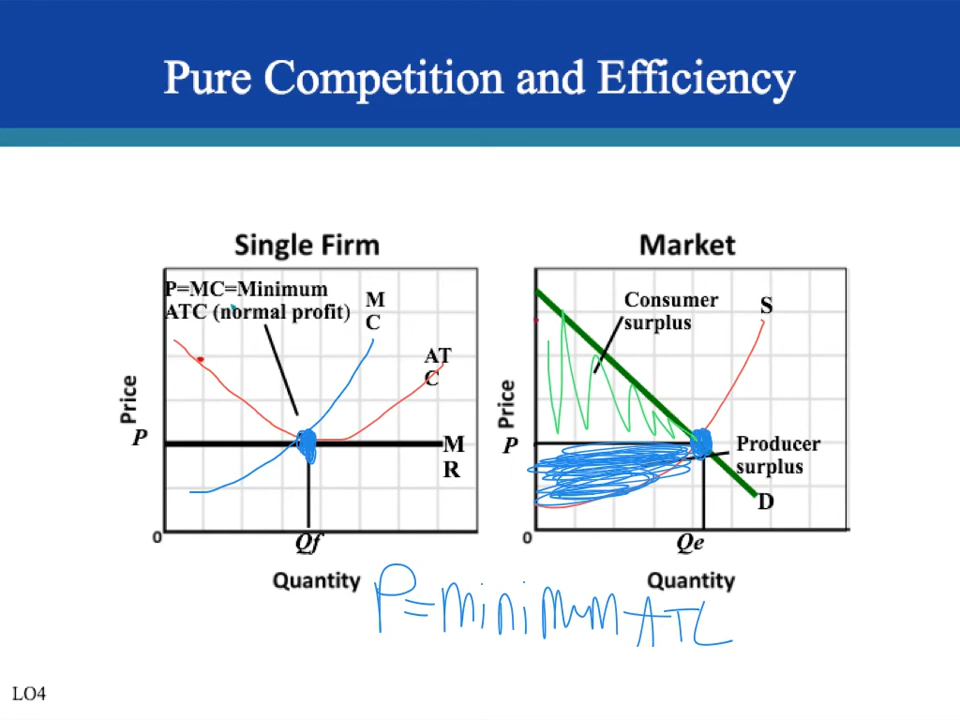 Pure Competition and Efficiency
Single Firm
P=MC=Minimum
ATC (normal profit)
M
C
AT
C
Price
P
M
R
0
Qf
Quantity
Market
Consumer
surplus
S
Price
P
Producer
surplus
D
0
Qe
Quantity
P=minimum ATC
LO4